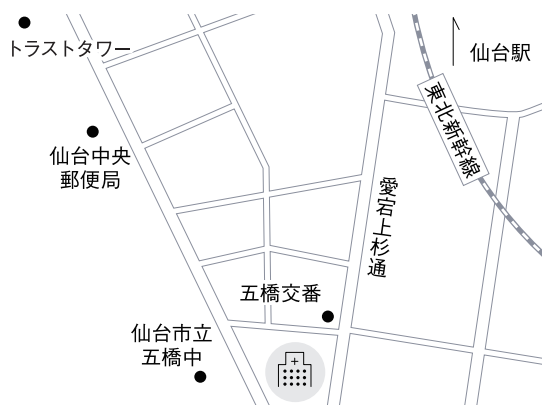 トラストタワー
仙台駅
東北新幹線
仙台中央
郵便局
愛宕上杉通
五橋交番
仙台市立
五橋中